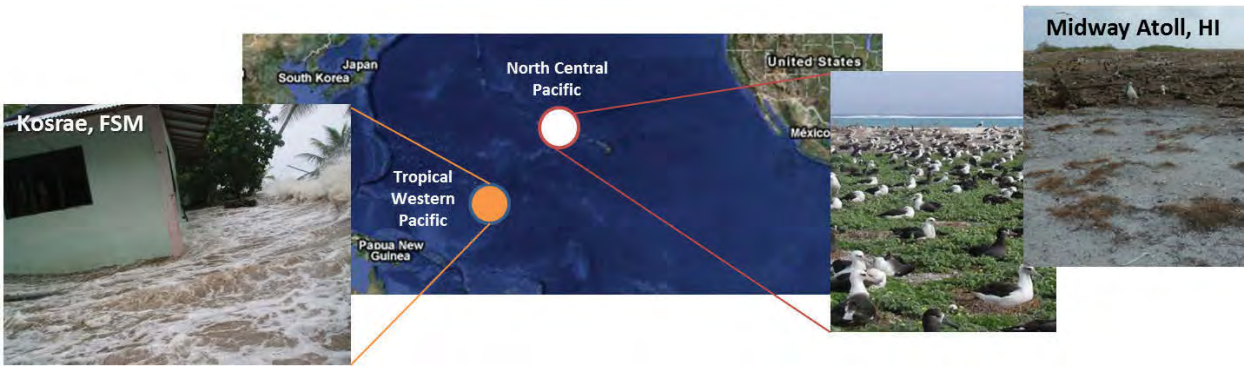 Kosrae, FSM
Japan
South Korea
North Central
Pacific
United States
México
Tropical
Western
Pacific
Papua New
Guinea
Midway Atoll, HI